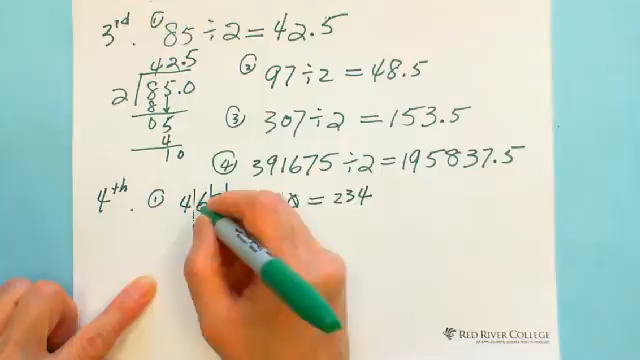 3rd. ① 85 ÷ 2 = 42.5
42.5
2 85.0
8
05
4
10
② 97 ÷ 2 = 48.5
③ 307 ÷ 2 = 153.5
④ 391675 ÷ 2 = 195837.5
4th. ① 46 = 234
RED RIVER COLLEGE